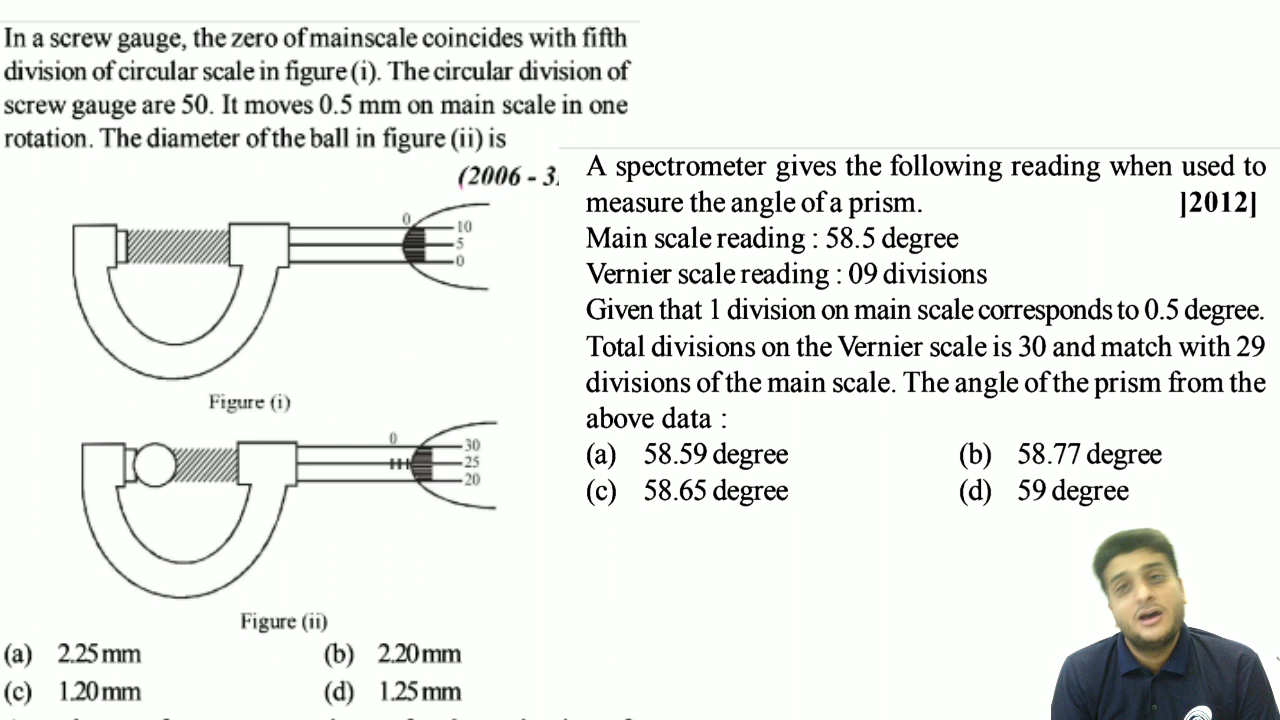 In a screw gauge, the zero of mainscale coincides with fifth
division of circular scale in figure (i). The circular division of
screw gauge are 50. It moves 0.5 mm on main scale in one
rotation. The diameter of the ball in figure (ii) is
(2006 - 3
0
10
5
0
Figure (i)
0
30
25
20
Figure (ii)
(a) 2.25 mm (b) 2.20 mm
(c) 1.20 mm (d) 1.25 mm
A spectrometer gives the following reading when used to
measure the angle of a prism. [2012]
Main scale reading : 58.5 degree
Vernier scale reading : 09 divisions
Given that 1 division on main scale corresponds to 0.5 degree.
Total divisions on the Vernier scale is 30 and match with 29
divisions of the main scale. The angle of the prism from the
above data :
(a) 58.59 degree (b) 58.77 degree
(c) 58.65 degree (d) 59 degree